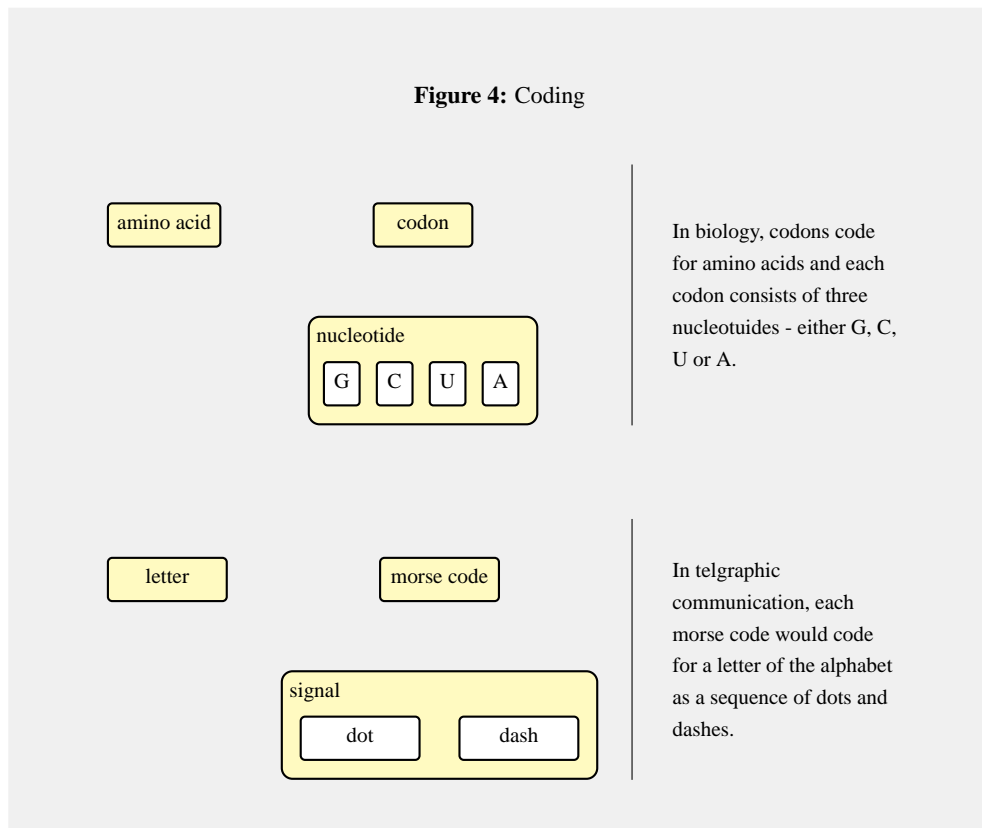 Figure 4: Coding
amino acid
codon
In biology, codons code
for amino acids and each
codon consists of three
nucleotuides - either G, C,
U or A.
nucleotide
G C U A
letter
morse code
In telgraphic
communication, each
morse code would code
for a letter of the alphabet
as a sequence of dots and
dashes.
signal
dot dash